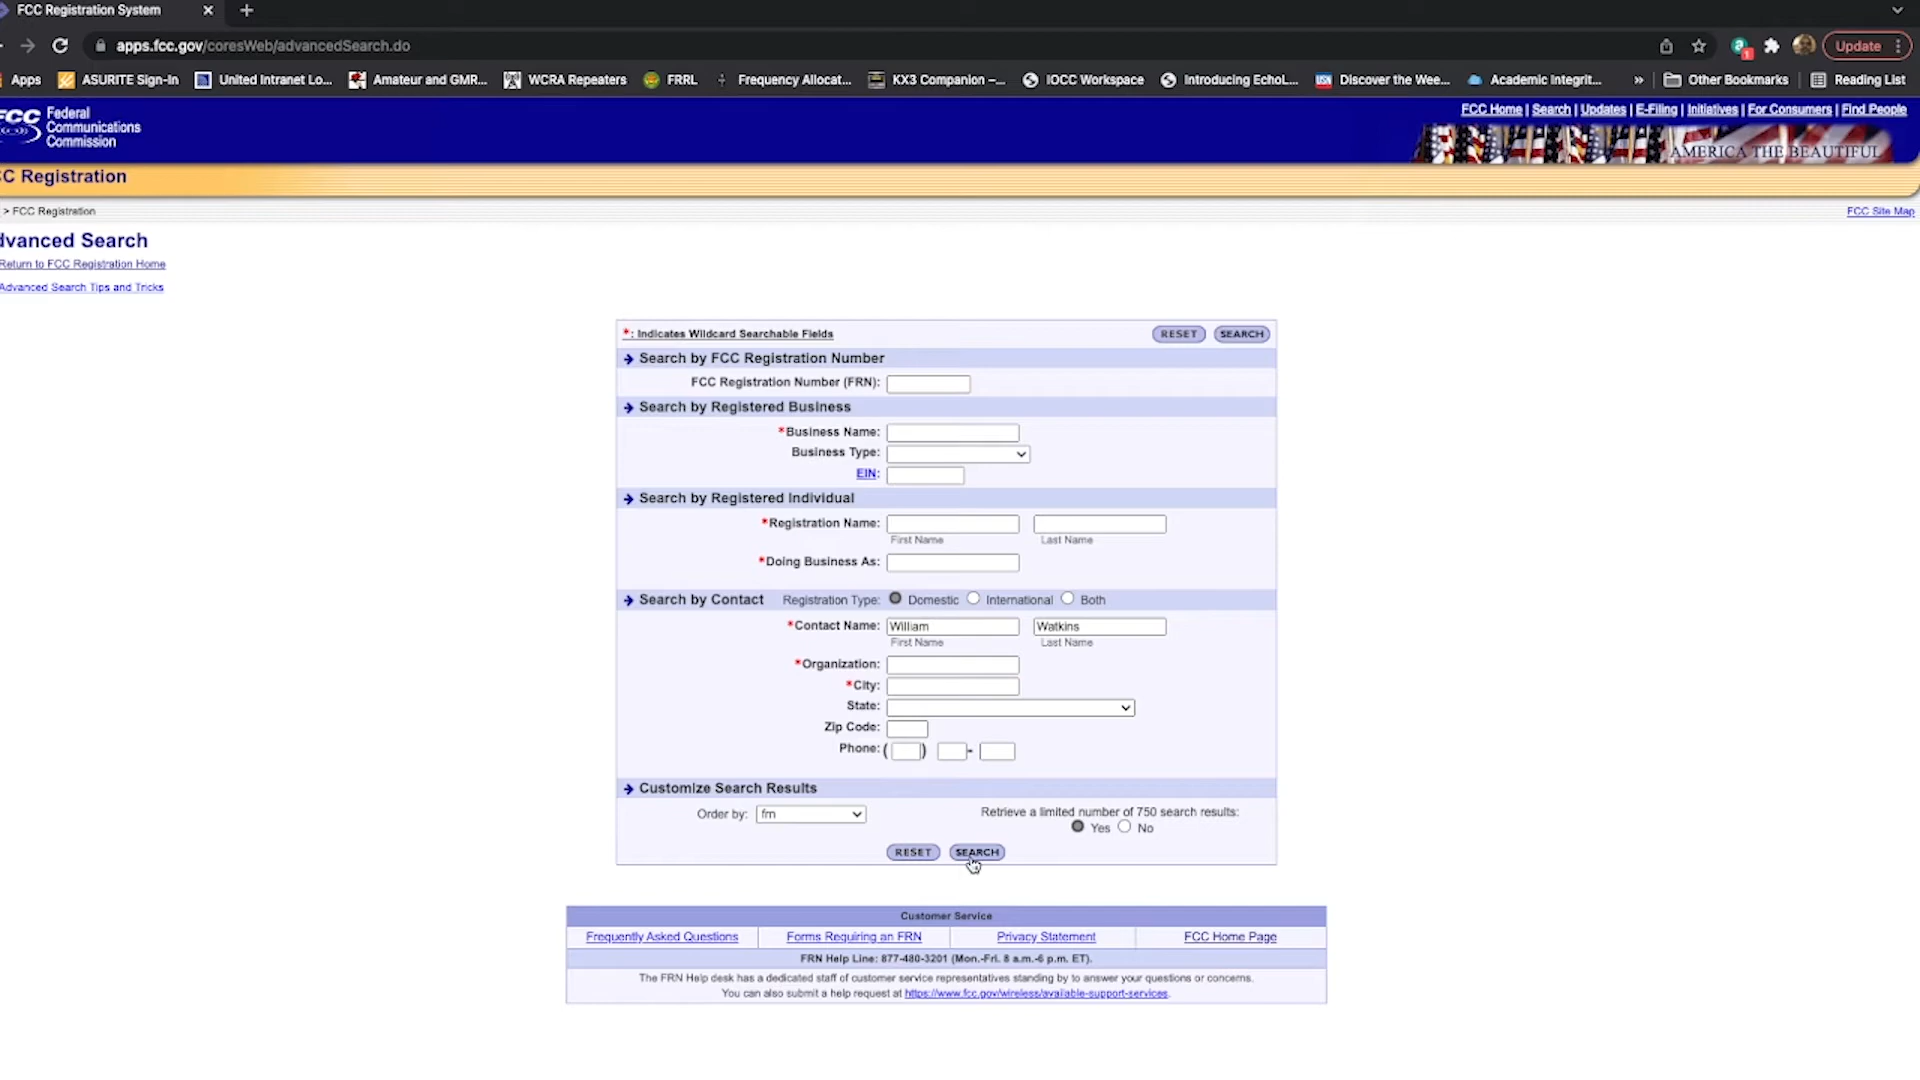 FCC Registration System
apps.fcc.gov/coresWeb/advancedSearch.do
Update
Apps ASURITE Sign-In United Intranet Lo... Amateur and GMR... WCRA Repeaters FRRL Frequency Allocat... KX3 Companion –... IOCC Workspace Introducing EchoL... Discover the Wee... Academic Integrit... » Other Bookmarks Reading List
FCC Home | Search | Updates | E-Filing | Initiatives | For Consumers | Find People
FCC Federal
Communications
Commission
AMERICA THE BEAUTIFUL
CC Registration
> FCC Registration
FCC Site Map
dvanced Search
Return to FCC Registration Home
Advanced Search Tips and Tricks
*: Indicates Wildcard Searchable Fields RESET SEARCH
Search by FCC Registration Number
FCC Registration Number (FRN):
Search by Registered Business
*Business Name:
Business Type:
EIN:
Search by Registered Individual
*Registration Name:
First Name Last Name
*Doing Business As:
Search by Contact Registration Type: Domestic International Both
*Contact Name: William Watkins
First Name Last Name
*Organization:
*City:
State:
Zip Code:
Phone: ( ) -
Customize Search Results
Order by: frn Retrieve a limited number of 750 search results:
Yes No
RESET SEARCH
Customer Service
Frequently Asked Questions Forms Requiring an FRN Privacy Statement FCC Home Page
FRN Help Line: 877-480-3201 (Mon.-Fri. 8 a.m.-6 p.m. ET).
The FRN Help desk has a dedicated staff of customer service representatives standing by to answer your questions or concerns.
You can also submit a help request at https://www.fcc.gov/wireless/available-support-services.